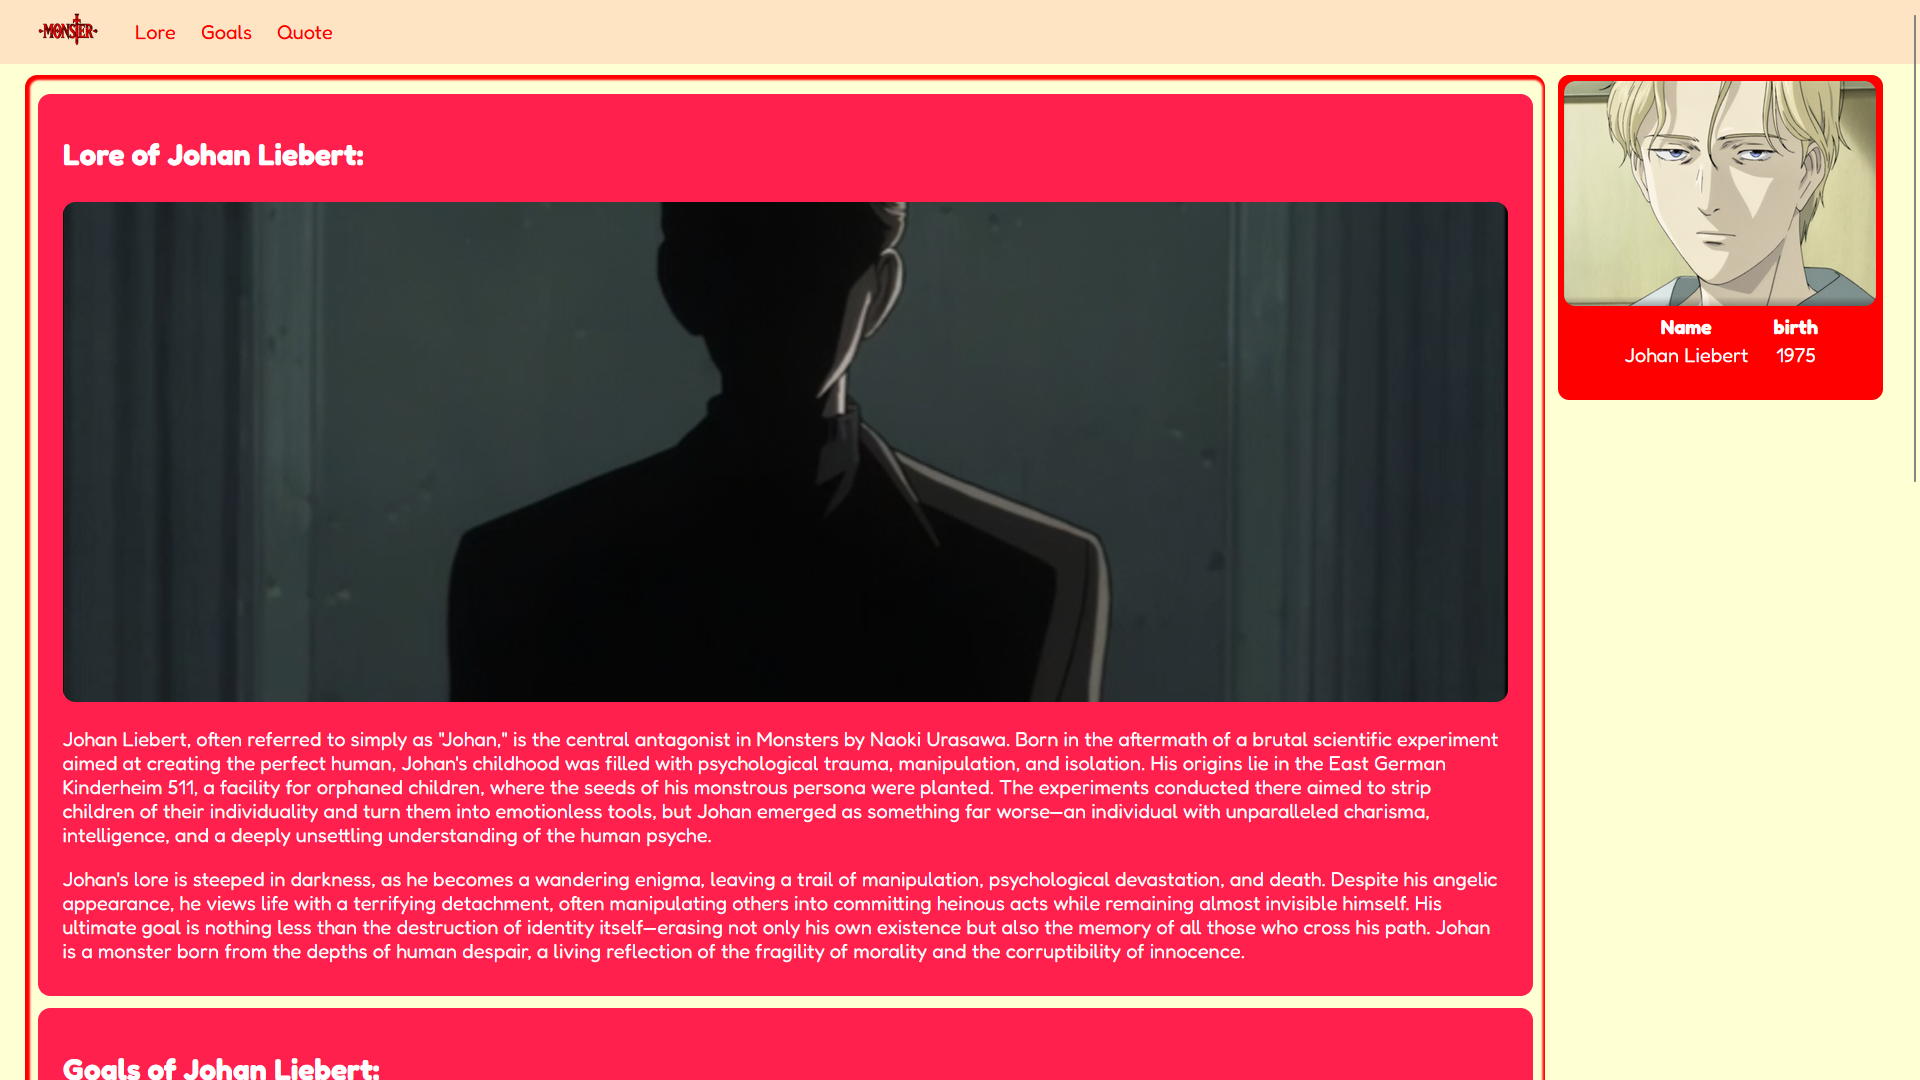 MONSTER
Lore Goals Quote
Lore of Johan Liebert:
Name birth
Johan Liebert 1975
Johan Liebert, often referred to simply as "Johan," is the central antagonist in Monsters by Naoki Urasawa. Born in the aftermath of a brutal scientific experiment
aimed at creating the perfect human, Johan's childhood was filled with psychological trauma, manipulation, and isolation. His origins lie in the East German
Kinderheim 511, a facility for orphaned children, where the seeds of his monstrous persona were planted. The experiments conducted there aimed to strip
children of their individuality and turn them into emotionless tools, but Johan emerged as something far worse—an individual with unparalleled charisma,
intelligence, and a deeply unsettling understanding of the human psyche.
Johan's lore is steeped in darkness, as he becomes a wandering enigma, leaving a trail of manipulation, psychological devastation, and death. Despite his angelic
appearance, he views life with a terrifying detachment, often manipulating others into committing heinous acts while remaining almost invisible himself. His
ultimate goal is nothing less than the destruction of identity itself—erasing not only his own existence but also the memory of all those who cross his path. Johan
is a monster born from the depths of human despair, a living reflection of the fragility of morality and the corruptibility of innocence.
Goals of Johan Liebert: